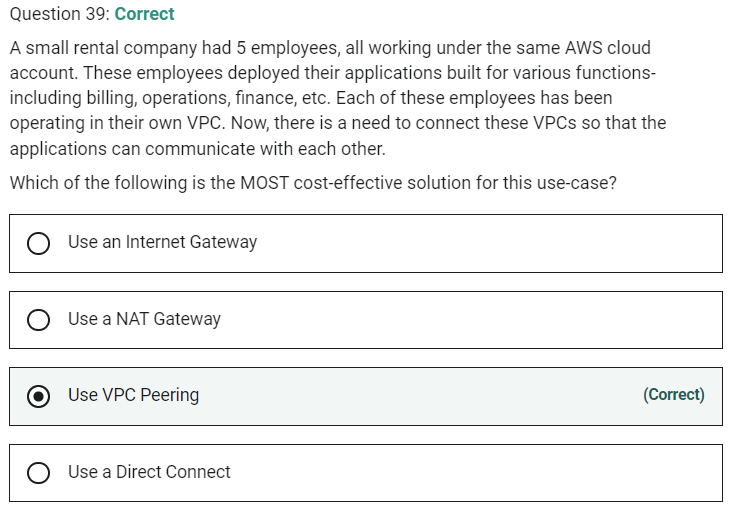 Question 39: Correct
A small rental company had 5 employees, all working under the same AWS cloud
account. These employees deployed their applications built for various functions-
including billing, operations, finance, etc. Each of these employees has been
operating in their own VPC. Now, there is a need to connect these VPCs so that the
applications can communicate with each other.
Which of the following is the MOST cost-effective solution for this use-case?
Use an Internet Gateway
Use a NAT Gateway
Use VPC Peering (Correct)
Use a Direct Connect